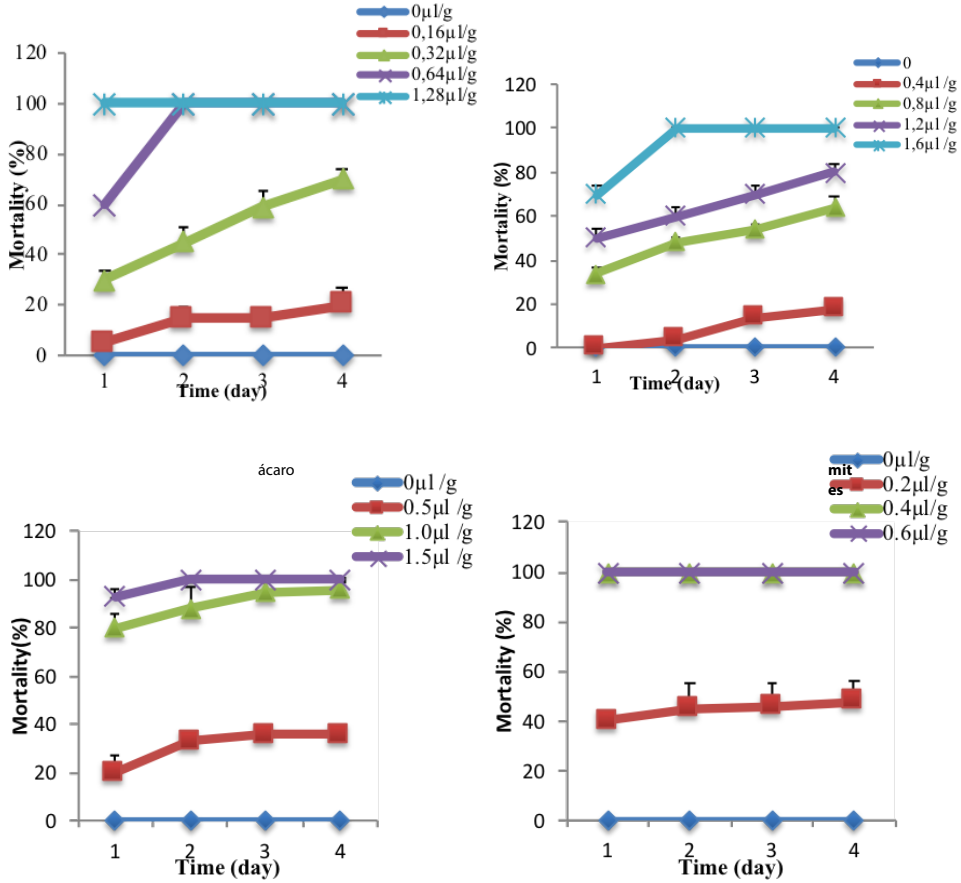 0µl/g
0,16µl/g
0,32µl/g
0,64µl/g
1,28µl/g
120
100
80
60
40
20
0
Mortality (%)
1 2 3 4
Time (day)
0
0,4µl/g
0,8µl/g
1,2µl/g
1,6µl/g
120
100
80
60
40
20
0
Mortality (%)
1 2 3 4
Time (day)
ácaro
0µl /g
0.5µl /g
1.0µl /g
1.5µl /g
120
100
80
60
40
20
0
Mortality(%)
1 2 3 4
Time (day)
mit
es
0µl/g
0.2µl/g
0.4µl/g
0.6µl/g
120
100
80
60
40
20
0
Mortality (%)
1 2 3 4
Time (day)